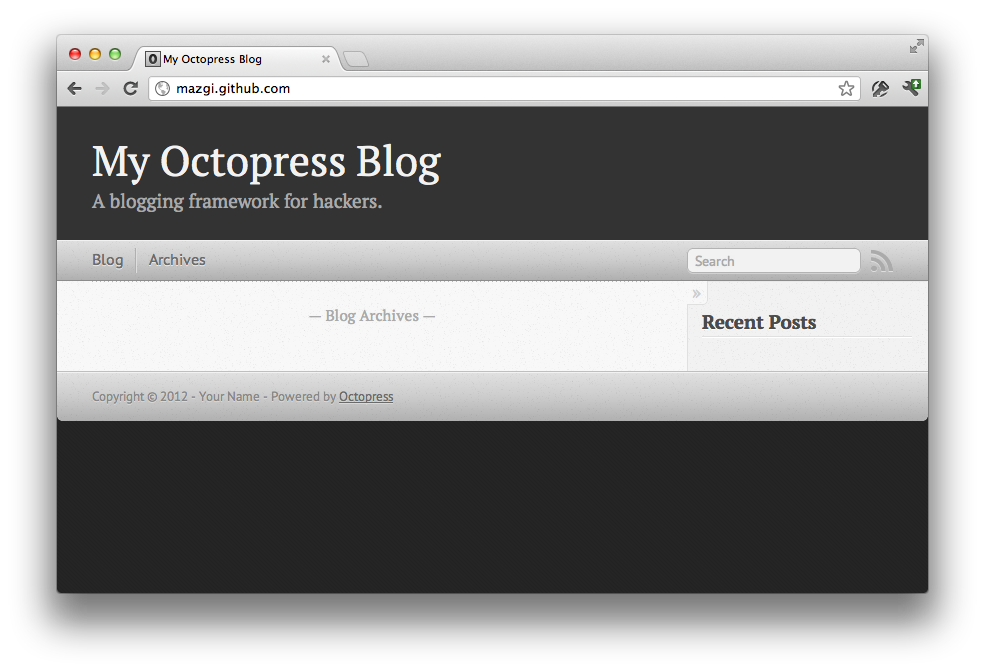 My Octopress Blog
mazgi.github.com
My Octopress Blog
A blogging framework for hackers.
Blog Archives Search
— Blog Archives —
Recent Posts
Copyright © 2012 - Your Name - Powered by Octopress